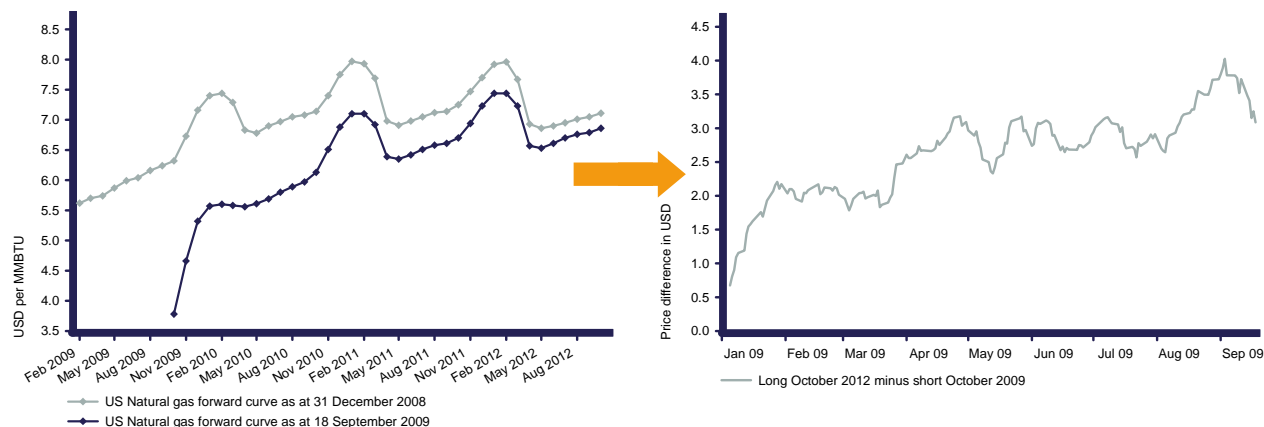 USD per MMBTU
8.5
8.0
7.5
7.0
6.5
6.0
5.5
5.0
4.5
4.0
3.5
Feb 2009
May 2009
Aug 2009
Nov 2009
Feb 2010
May 2010
Aug 2010
Nov 2010
Feb 2011
May 2011
Aug 2011
Nov 2011
Feb 2012
May 2012
Aug 2012
US Natural gas forward curve as at 31 December 2008
US Natural gas forward curve as at 18 September 2009
Price difference in USD
4.5
4.0
3.5
3.0
2.5
2.0
1.5
1.0
0.5
0.0
Jan 09
Feb 09
Mar 09
Apr 09
May 09
Jun 09
Jul 09
Aug 09
Sep 09
Long October 2012 minus short October 2009